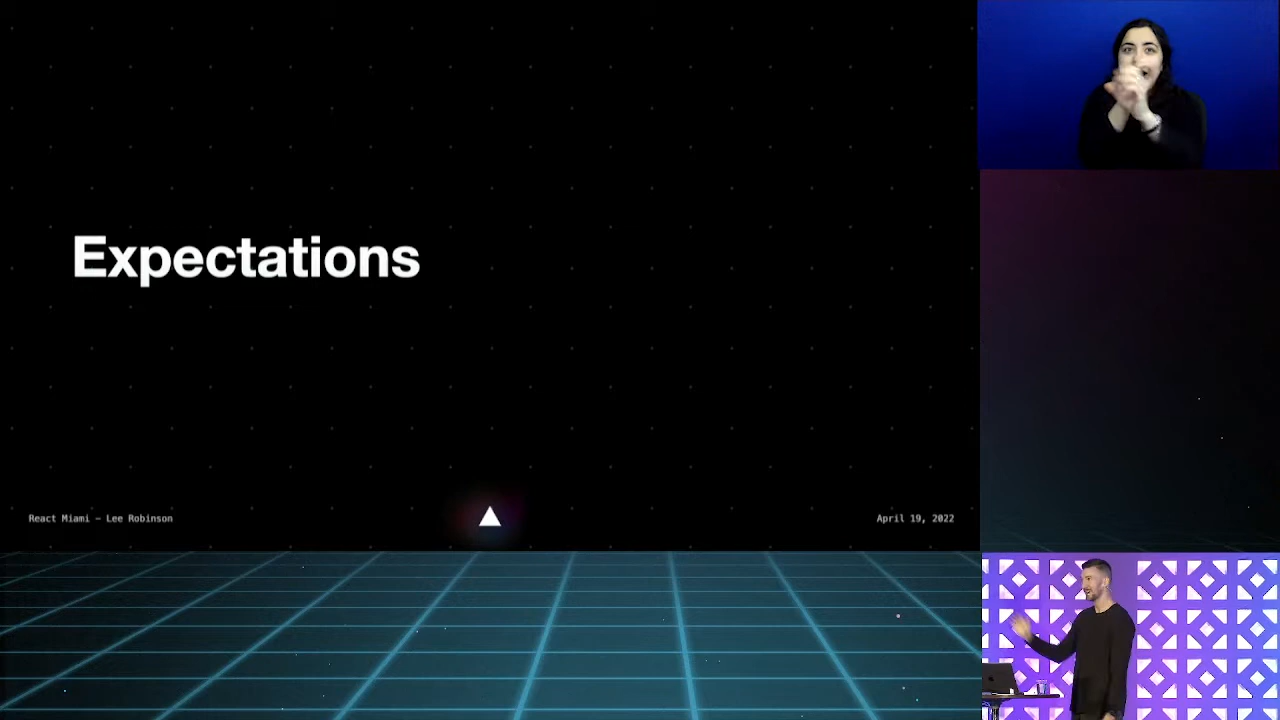 Expectations
React Miami — Lee Robinson
April 19, 2022